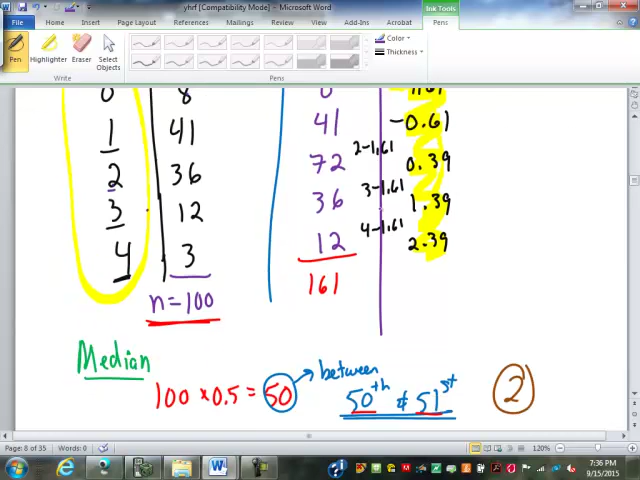 yhrf [Compatibility Mode] - Microsoft Word
Ink Tools
File Home Insert Page Layout References Mailings Review View Add-Ins Acrobat Pens
Pen Highlighter Eraser Select Objects
Color
Thickness
Write Pens
0 8 0 -1.61
1 41 41 -0.61
2 36 72 2-1.61 0.39
3 12 36 3-1.61 1.39
4 3 12 4-1.61 2.39
n=100 161
Median
100 × 0.5 = 50 between 50th & 51st 2
Page: 8 of 35 Words: 0 120%
7:36 PM
9/15/2015